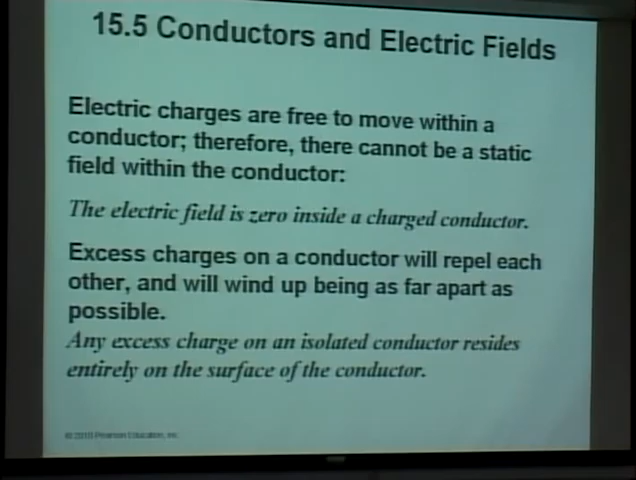 15.5 Conductors and Electric Fields
Electric charges are free to move within a
conductor; therefore, there cannot be a static
field within the conductor:
The electric field is zero inside a charged conductor.
Excess charges on a conductor will repel each
other, and will wind up being as far apart as
possible.
Any excess charge on an isolated conductor resides
entirely on the surface of the conductor.
© 2010 Pearson Education, Inc.